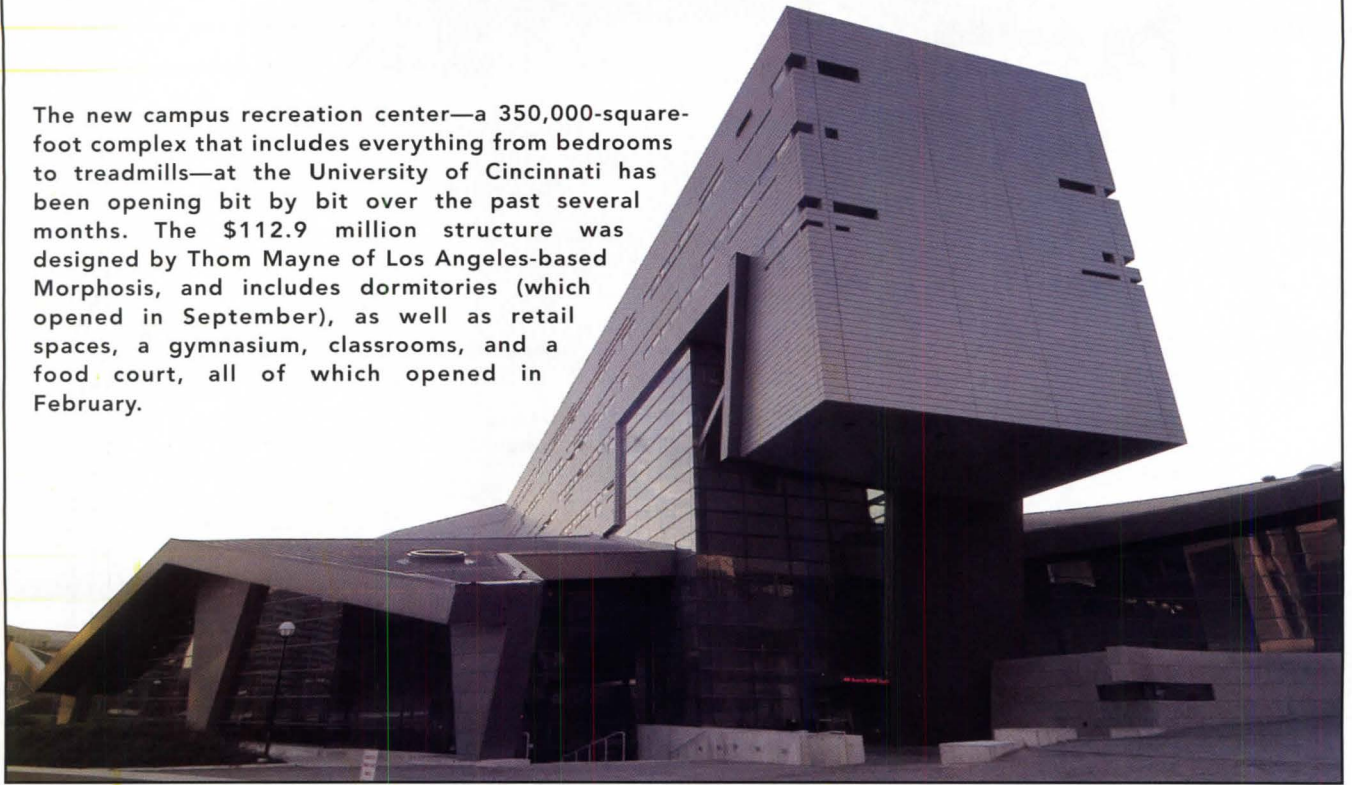 The new campus recreation center—a 350,000-square-
foot complex that includes everything from bedrooms
to treadmills—at the University of Cincinnati has
been opening bit by bit over the past several
months. The $112.9 million structure was
designed by Thom Mayne of Los Angeles-based
Morphosis, and includes dormitories (which
opened in September), as well as retail
spaces, a gymnasium, classrooms, and a
food court, all of which opened in
February.